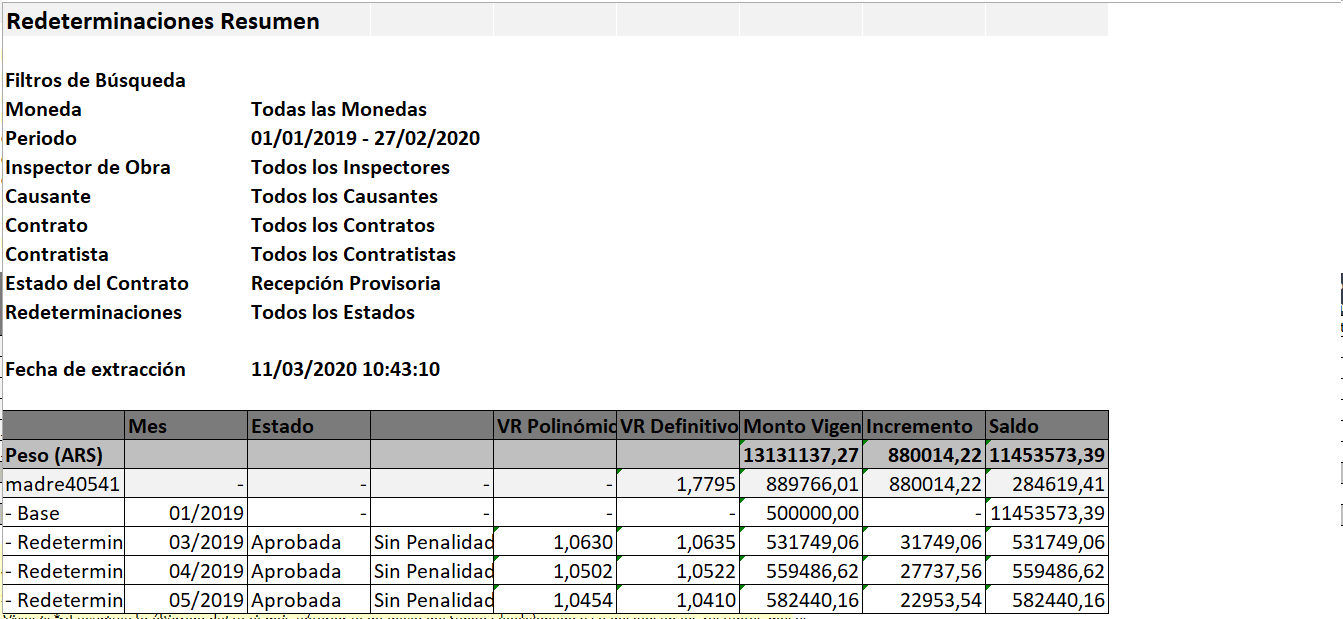 Redeterminaciones Resumen
Filtros de Búsqueda
Moneda Todas las Monedas
Periodo 01/01/2019 - 27/02/2020
Inspector de Obra Todos los Inspectores
Causante Todos los Causantes
Contrato Todos los Contratos
Contratista Todos los Contratistas
Estado del Contrato Recepción Provisoria
Redeterminaciones Todos los Estados
Fecha de extracción 11/03/2020 10:43:10
Mes Estado VR Polinómic VR Definitivo Monto Vigen Incremento Saldo
Peso (ARS) 13131137,27 880014,22 11453573,39
madre40541 - - - - 1,7795 889766,01 880014,22 284619,41
- Base 01/2019 - - - - 500000,00 - 11453573,39
- Redetermin 03/2019 Aprobada Sin Penalidad 1,0630 1,0635 531749,06 31749,06 531749,06
- Redetermin 04/2019 Aprobada Sin Penalidad 1,0502 1,0522 559486,62 27737,56 559486,62
- Redetermin 05/2019 Aprobada Sin Penalidad 1,0454 1,0410 582440,16 22953,54 582440,16